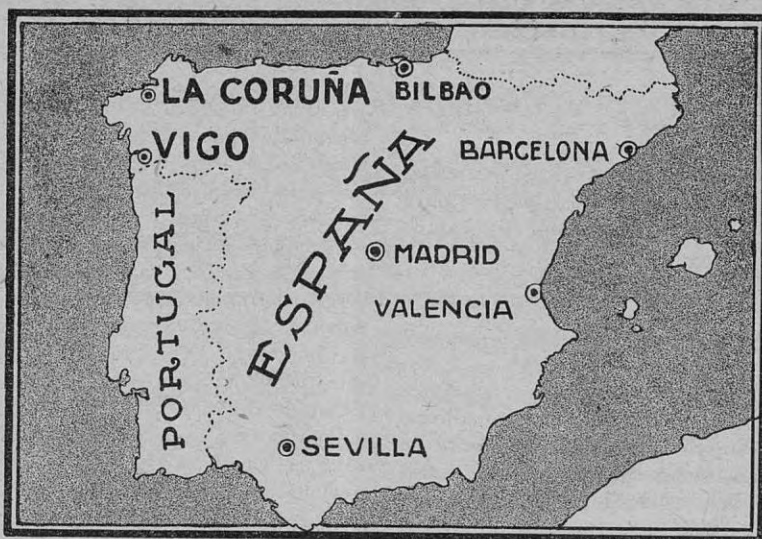 LA CORUÑA
BILBAO
VIGO
BARCELONA
ESPAÑA
PORTUGAL
MADRID
VALENCIA
SEVILLA